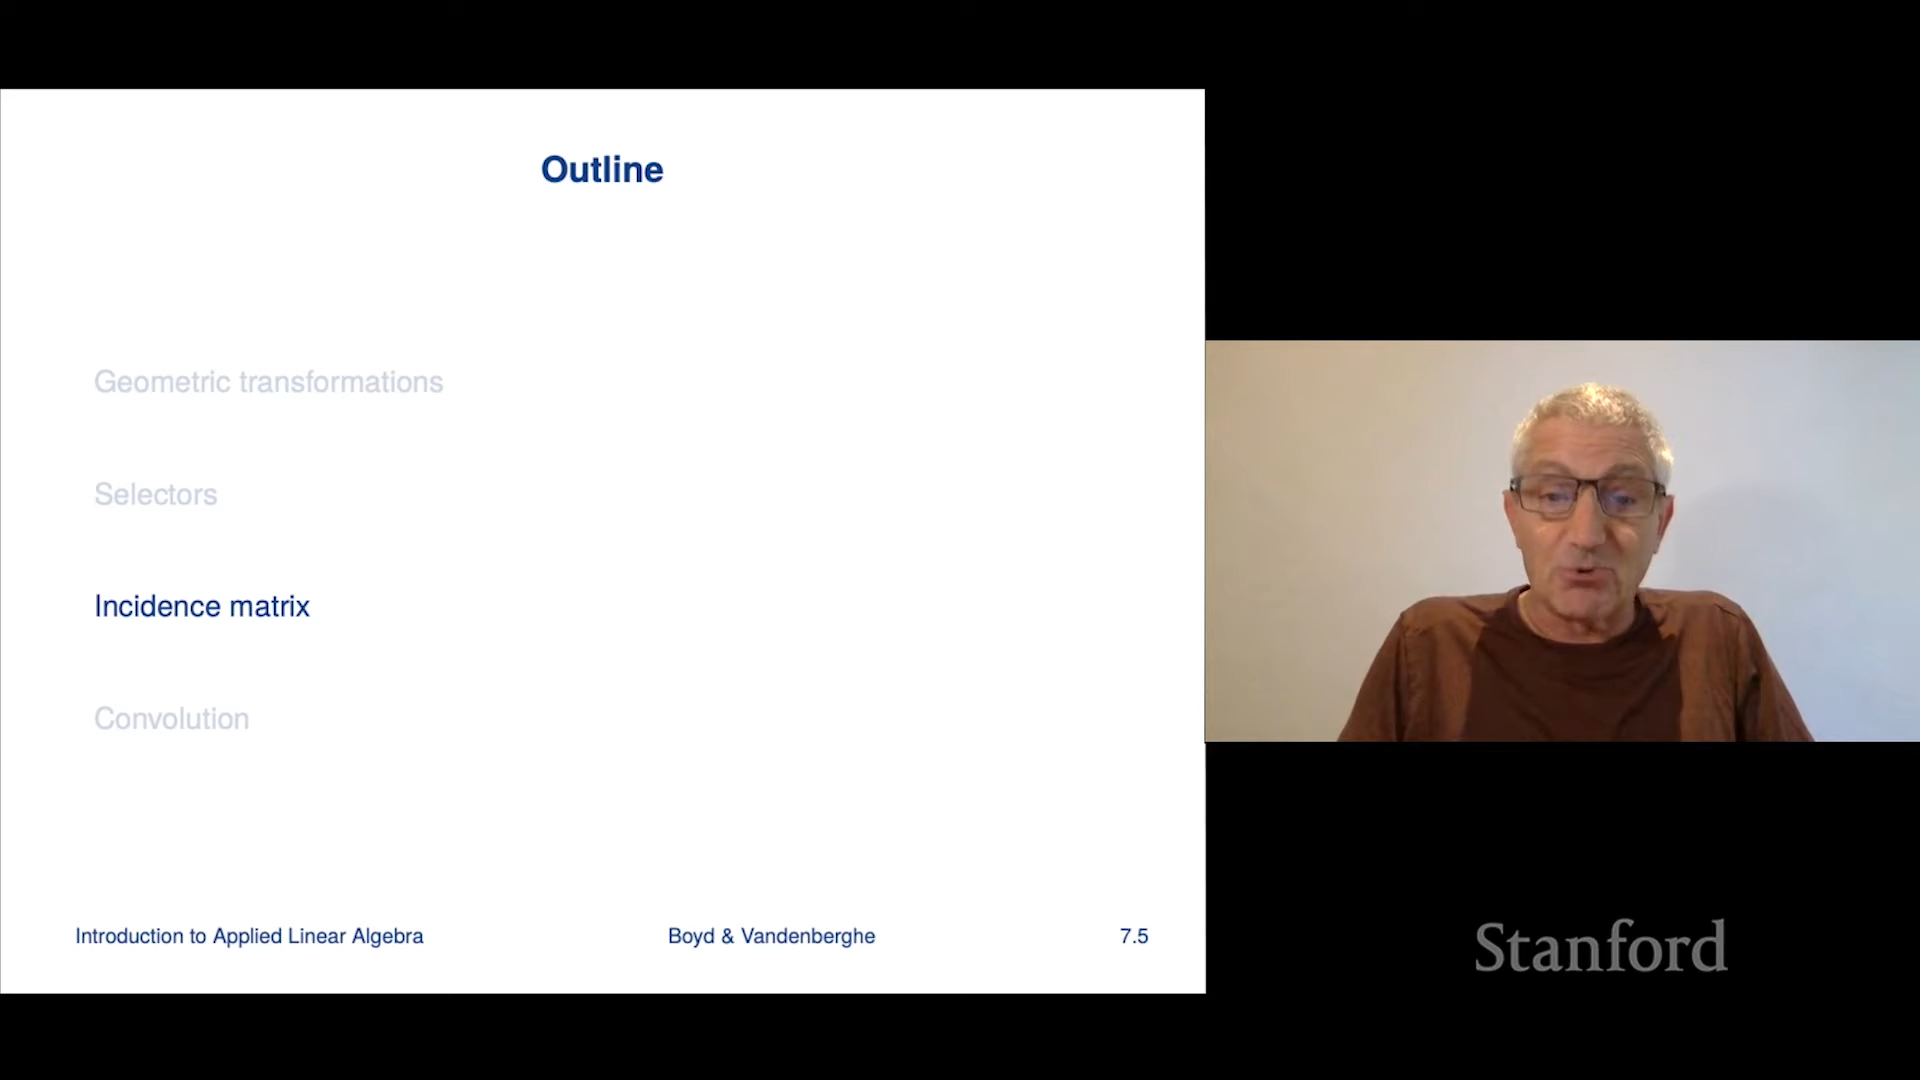 Outline
Geometric transformations
Selectors
Incidence matrix
Convolution
Introduction to Applied Linear Algebra Boyd & Vandenberghe 7.5
Stanford